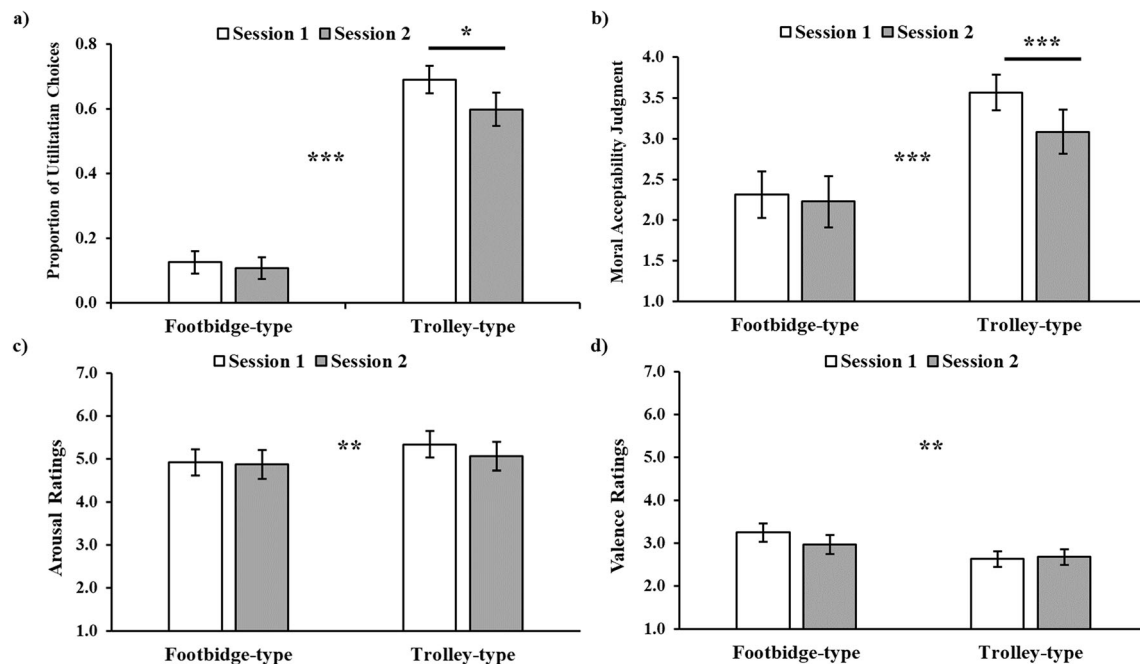 a)
Session 1 Session 2
*
***
Proportion of Utilitatian Choices
0.8
0.6
0.4
0.2
0.0
Footbidge-type Trolley-type
b)
Session 1 Session 2
***
***
Moral Acceptability Judgment
4.0
3.5
3.0
2.5
2.0
1.5
1.0
Footbidge-type Trolley-type
c)
Session 1 Session 2
**
Arousal Ratings
7.0
6.0
5.0
4.0
3.0
2.0
1.0
Footbidge-type Trolley-type
d)
Session 1 Session 2
**
Valence Ratings
7.0
6.0
5.0
4.0
3.0
2.0
1.0
Footbidge-type Trolley-type